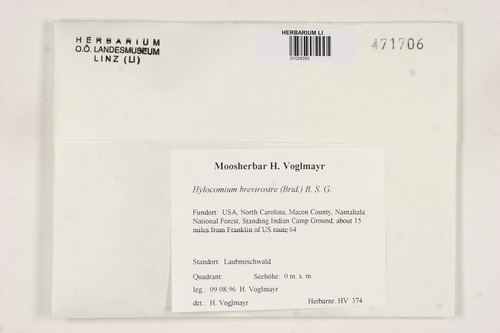 HERBARIUM
O.Ö. LANDESMUSEUM
LINZ (LI)
HERBARIUM LI
01028355
471706
Moosherbar H. Voglmayr
Hylocomium brevirostre (Brid.) B. S. G.
Fundort: USA, North Carolina, Macon County, Nantahala
National Forest, Standing Indian Camp Ground, about 15
miles from Franklin of US route 64
Standort: Laubmischwald
Quadrant: Seehöhe: 0 m. s. m.
leg.: 09.08.96 H. Voglmayr
det.: H. Voglmayr Herbarnr. HV 374